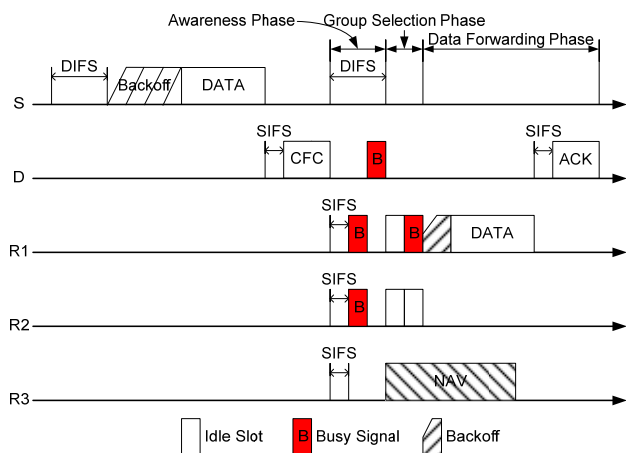 Awareness Phase
Group Selection Phase
Data Forwarding Phase
DIFS
Backoff
DATA
DIFS
S
SIFS
CFC
B
SIFS
ACK
D
SIFS
B
B
DATA
R1
SIFS
B
R2
SIFS
NAV
R3
Idle Slot
B
Busy Signal
Backoff